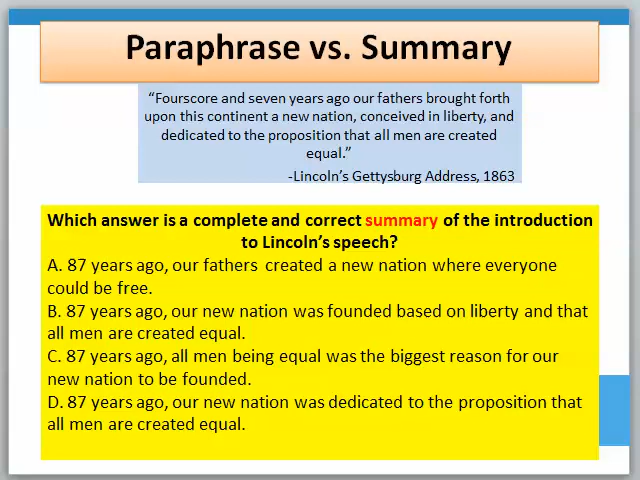 Paraphrase vs. Summary
“Fourscore and seven years ago our fathers brought forth
upon this continent a new nation, conceived in liberty, and
dedicated to the proposition that all men are created
equal.”
-Lincoln’s Gettysburg Address, 1863
Which answer is a complete and correct summary of the introduction
to Lincoln’s speech?
A. 87 years ago, our fathers created a new nation where everyone
could be free.
B. 87 years ago, our new nation was founded based on liberty and that
all men are created equal.
C. 87 years ago, all men being equal was the biggest reason for our
new nation to be founded.
D. 87 years ago, our new nation was dedicated to the proposition that
all men are created equal.